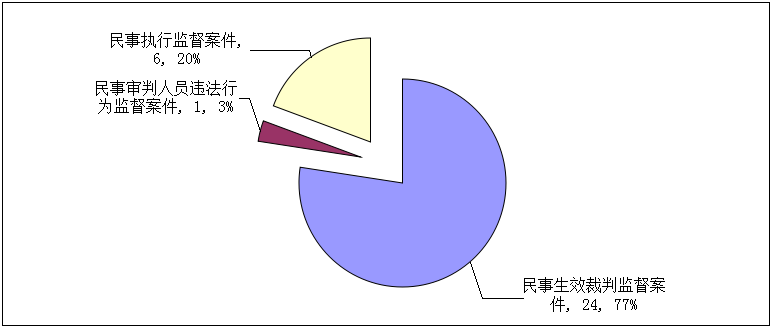 民事执行监督案件,
6, 20%
民事审判人员违法行
为监督案件, 1, 3%
民事生效裁判监督案
件, 24, 77%